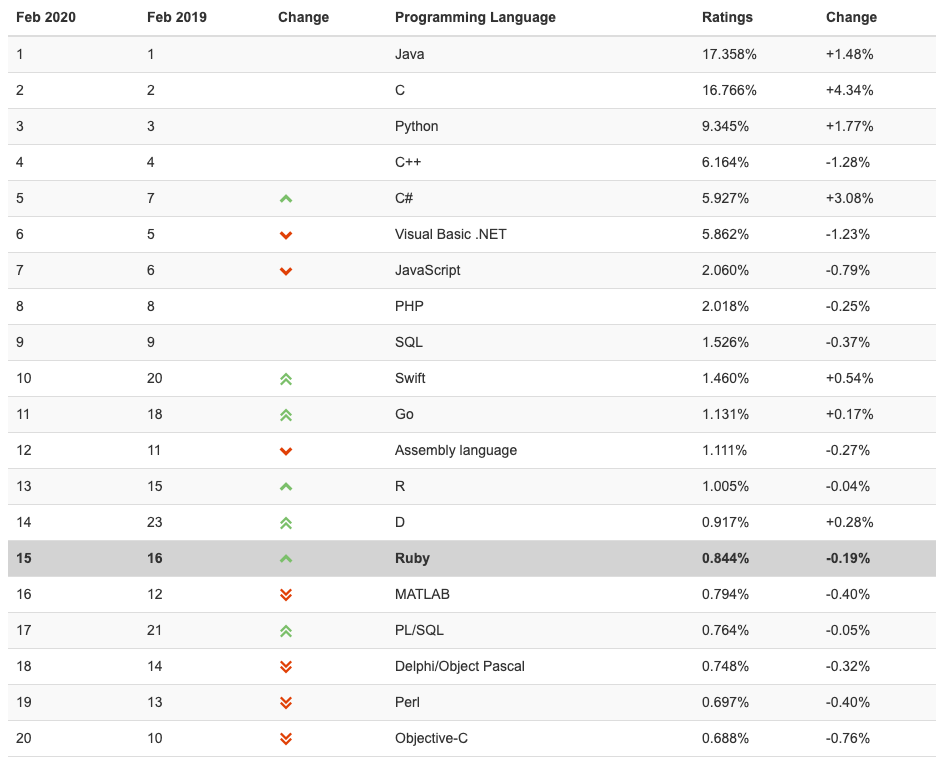 Feb 2020 Feb 2019 Change Programming Language Ratings Change
1 1 Java 17.358% +1.48%
2 2 C 16.766% +4.34%
3 3 Python 9.345% +1.77%
4 4 C++ 6.164% -1.28%
5 7 C# 5.927% +3.08%
6 5 Visual Basic .NET 5.862% -1.23%
7 6 JavaScript 2.060% -0.79%
8 8 PHP 2.018% -0.25%
9 9 SQL 1.526% -0.37%
10 20 Swift 1.460% +0.54%
11 18 Go 1.131% +0.17%
12 11 Assembly language 1.111% -0.27%
13 15 R 1.005% -0.04%
14 23 D 0.917% +0.28%
15 16 Ruby 0.844% -0.19%
16 12 MATLAB 0.794% -0.40%
17 21 PL/SQL 0.764% -0.05%
18 14 Delphi/Object Pascal 0.748% -0.32%
19 13 Perl 0.697% -0.40%
20 10 Objective-C 0.688% -0.76%